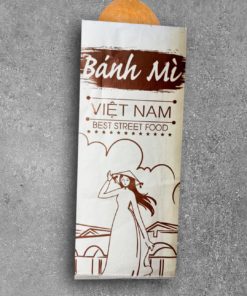 Bánh Mì
VIỆT NAM
BEST STREET FOOD